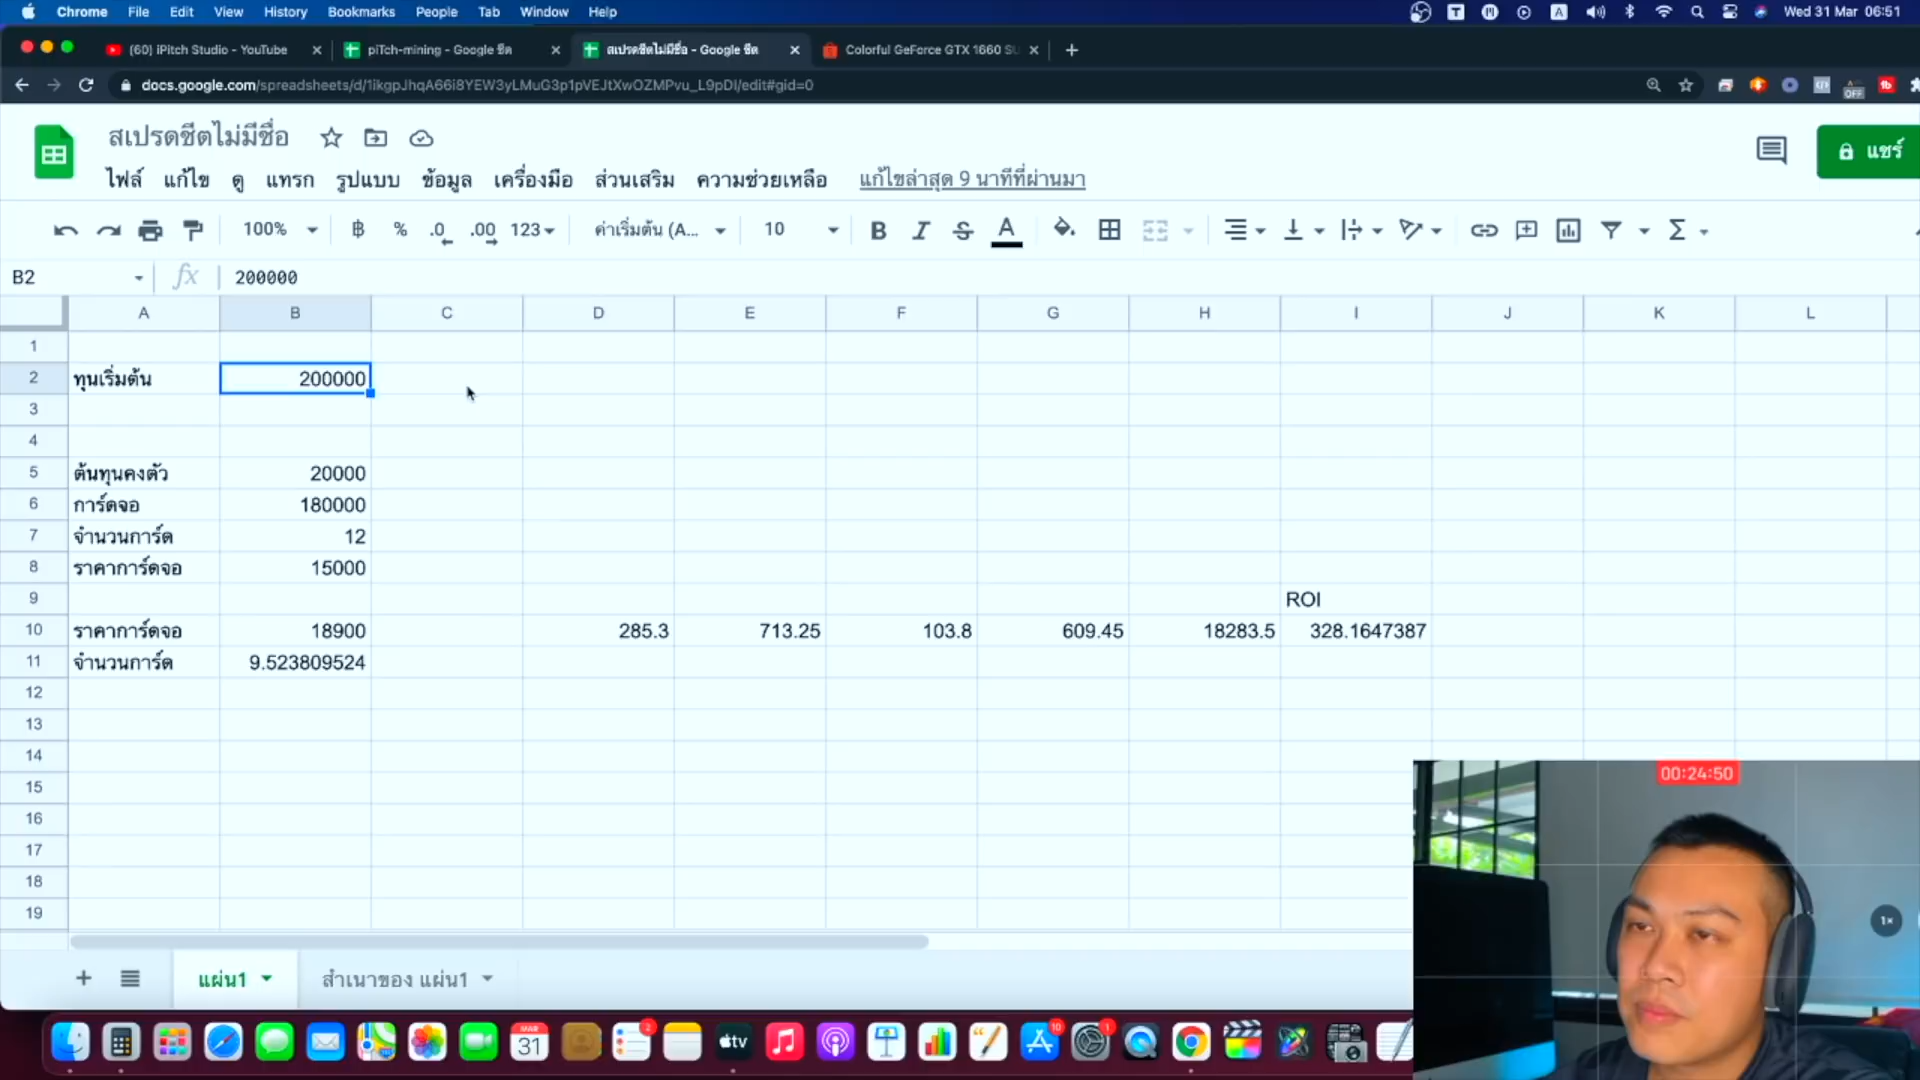 Chrome File Edit View History Bookmarks People Tab Window Help Wed 31 Mar 06:51
(60) iPitch Studio - YouTube piTch-mining - Google ชีต สเปรดชีตไม่มีชื่อ - Google ชีต Colorful GeForce GTX 1660 SU
docs.google.com/spreadsheets/d/1ikgpJhqA66i8YEW3yLMuG3p1pVEJtXwOZMPvu_L9pDI/edit#gid=0 OFF
สเปรดชีตไม่มีชื่อ แชร์
ไฟล์ แก้ไข ดู แทรก รูปแบบ ข้อมูล เครื่องมือ ส่วนเสริม ความช่วยเหลือ แก้ไขล่าสุด 9 นาทีที่ผ่านมา
100% ฿ % .0 .00 123 ค่าเริ่มต้น (A... 10 B I S A Σ
B2 fx 200000
A B C D E F G H I J K L
1
2 ทุนเริ่มต้น 200000
3
4
5 ต้นทุนคงตัว 20000
6 การ์ดจอ 180000
7 จำนวนการ์ด 12
8 ราคาการ์ดจอ 15000
9 ROI
10 ราคาการ์ดจอ 18900 285.3 713.25 103.8 609.45 18283.5 328.1647387
11 จำนวนการ์ด 9.523809524
12
13
14
15
16
17
18
19
00:24:50
1×
แผ่น1 สำเนาของ แผ่น1
MAR
31
2
tv
10
1